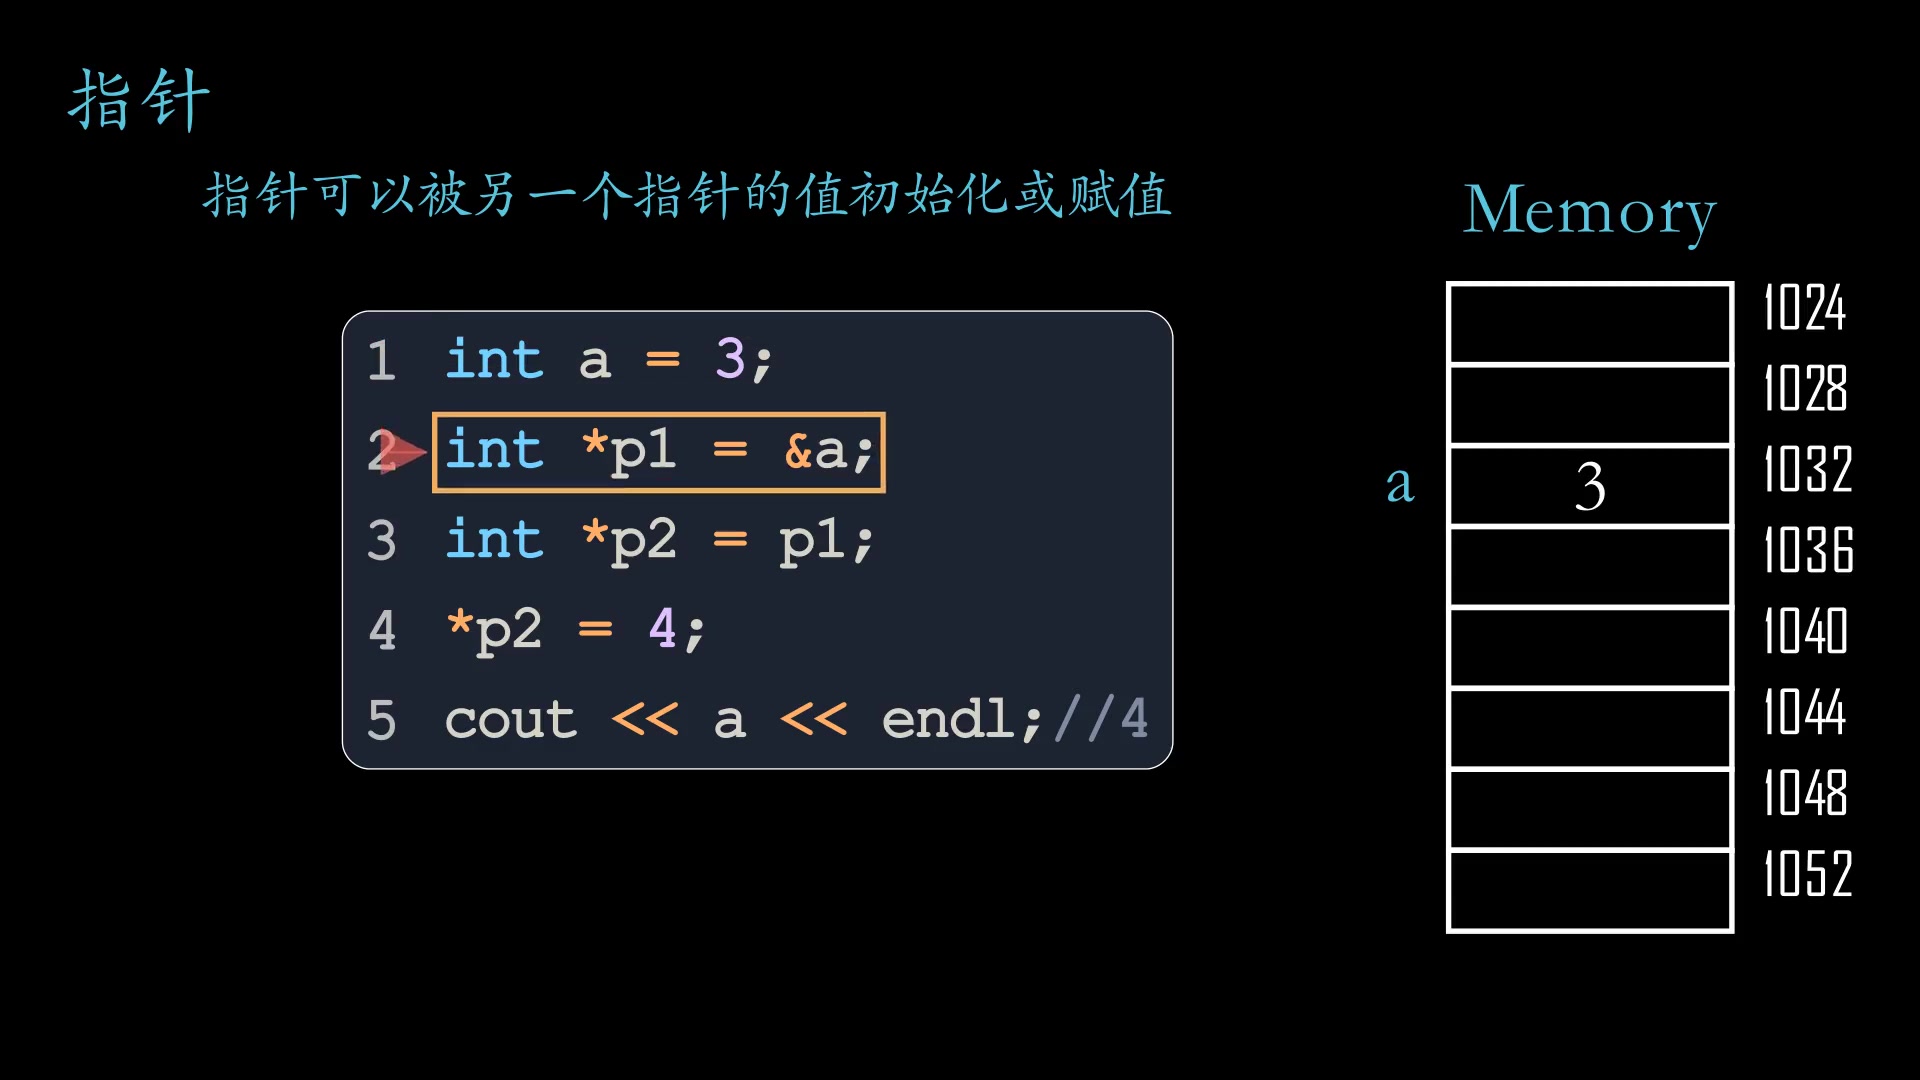 指针
指针可以被另一个指针的值初始化或赋值
Memory
1 int a = 3;
2 int *p1 = &a;
3 int *p2 = p1;
4 *p2 = 4;
5 cout << a << endl;//4
1024
1028
a 3 1032
1036
1040
1044
1048
1052